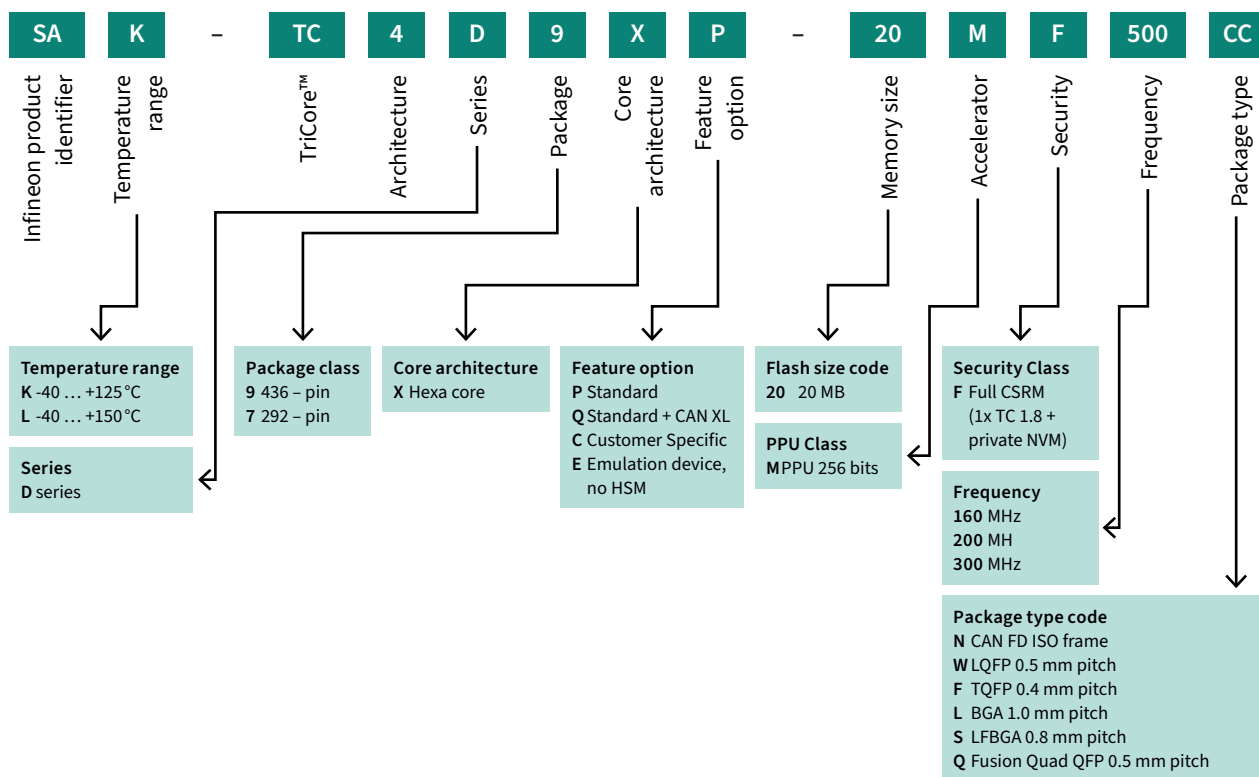 SA K – TC 4 D 9 X P – 20 M F 500 CC
Infineon product
identifier
Temperature
range
TriCore™
Architecture
Series
Package
Core
architecture
Feature
option
Memory size
Accelerator
Security
Frequency
Package type
Temperature range
K -40 … +125°C
L -40 … +150°C
Series
D series
Package class
9 436 – pin
7 292 – pin
Core architecture
X Hexa core
Feature option
P Standard
Q Standard + CAN XL
C Customer Specific
E Emulation device,
no HSM
Flash size code
20 20 MB
PPU Class
MPPU 256 bits
Security Class
F Full CSRM
(1x TC 1.8 +
private NVM)
Frequency
160 MHz
200 MH
300 MHz
Package type code
N CAN FD ISO frame
W LQFP 0.5 mm pitch
F TQFP 0.4 mm pitch
L BGA 1.0 mm pitch
S LFBGA 0.8 mm pitch
Q Fusion Quad QFP 0.5 mm pitch